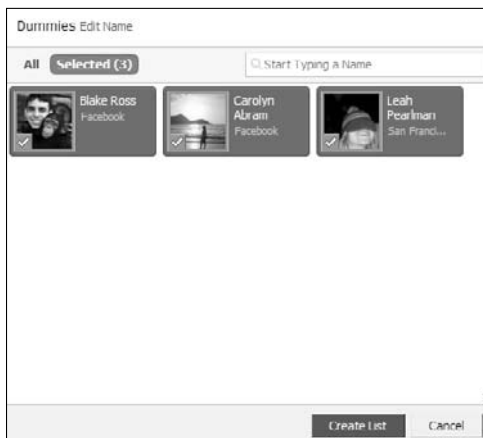 Dummies Edit Name
All Selected (3) Start Typing a Name
Blake Ross
Facebook
Carolyn
Abram
Facebook
Leah
Pearlman
San Franci...
Create List Cancel